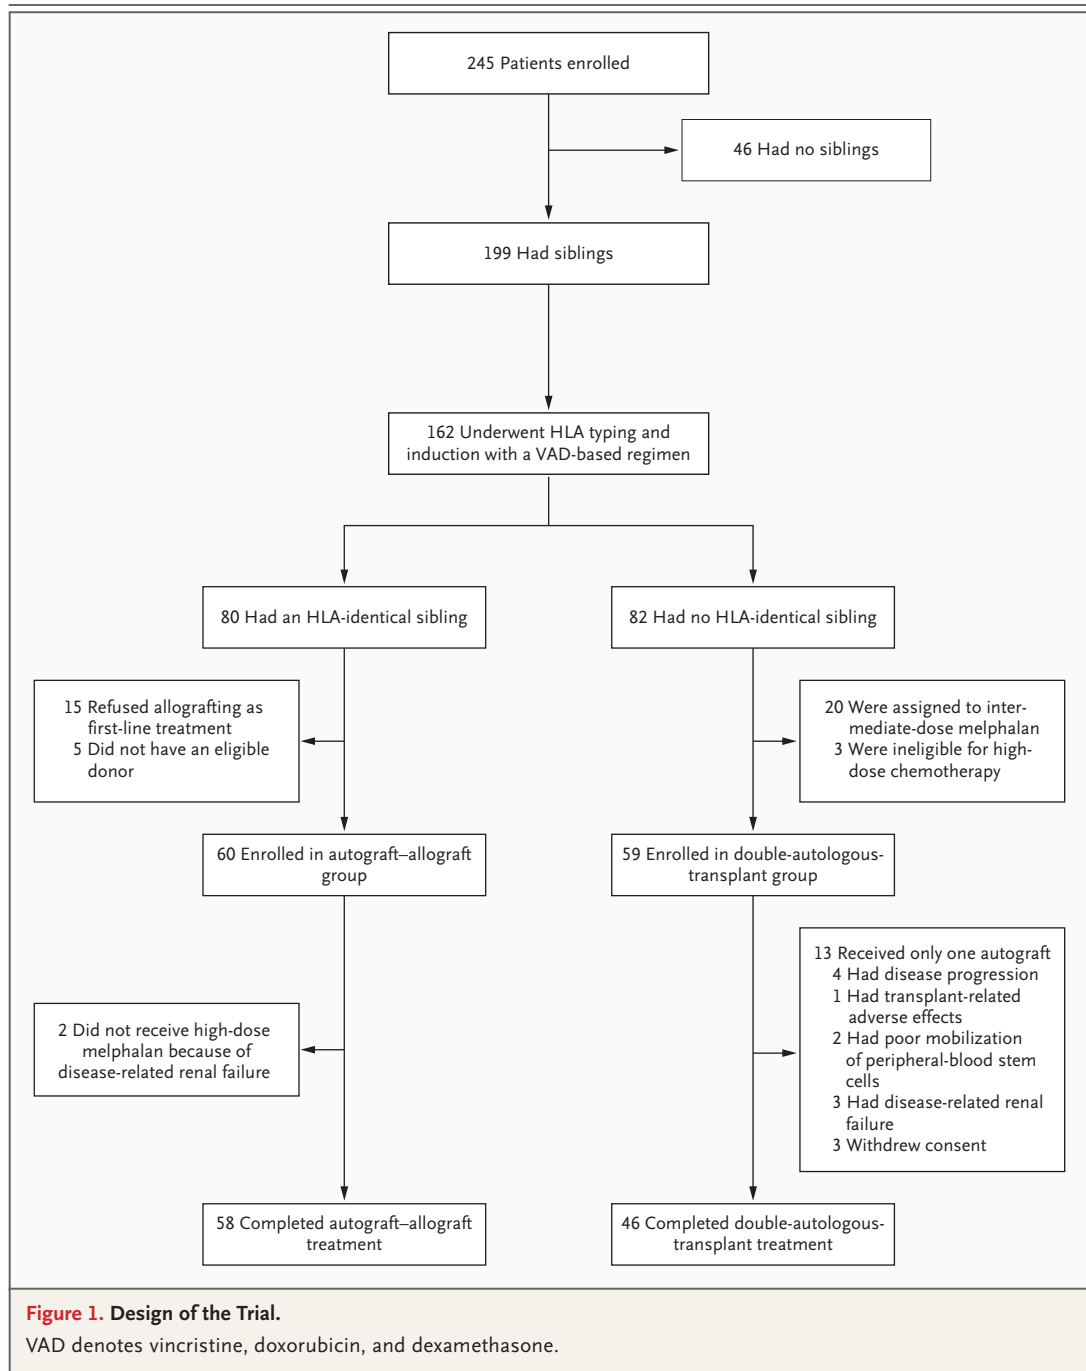 245 Patients enrolled
46 Had no siblings
199 Had siblings
162 Underwent HLA typing and
induction with a VAD-based regimen
80 Had an HLA-identical sibling
82 Had no HLA-identical sibling
15 Refused allografting as
first-line treatment
5 Did not have an eligible
donor
20 Were assigned to inter-
mediate-dose melphalan
3 Were ineligible for high-
dose chemotherapy
60 Enrolled in autograft–allograft
group
59 Enrolled in double-autologous-
transplant group
2 Did not receive high-dose
melphalan because of
disease-related renal failure
13 Received only one autograft
4 Had disease progression
1 Had transplant-related
adverse effects
2 Had poor mobilization
of peripheral-blood stem
cells
3 Had disease-related renal
failure
3 Withdrew consent
58 Completed autograft–allograft
treatment
46 Completed double-autologous-
transplant treatment
Figure 1. Design of the Trial.
VAD denotes vincristine, doxorubicin, and dexamethasone.